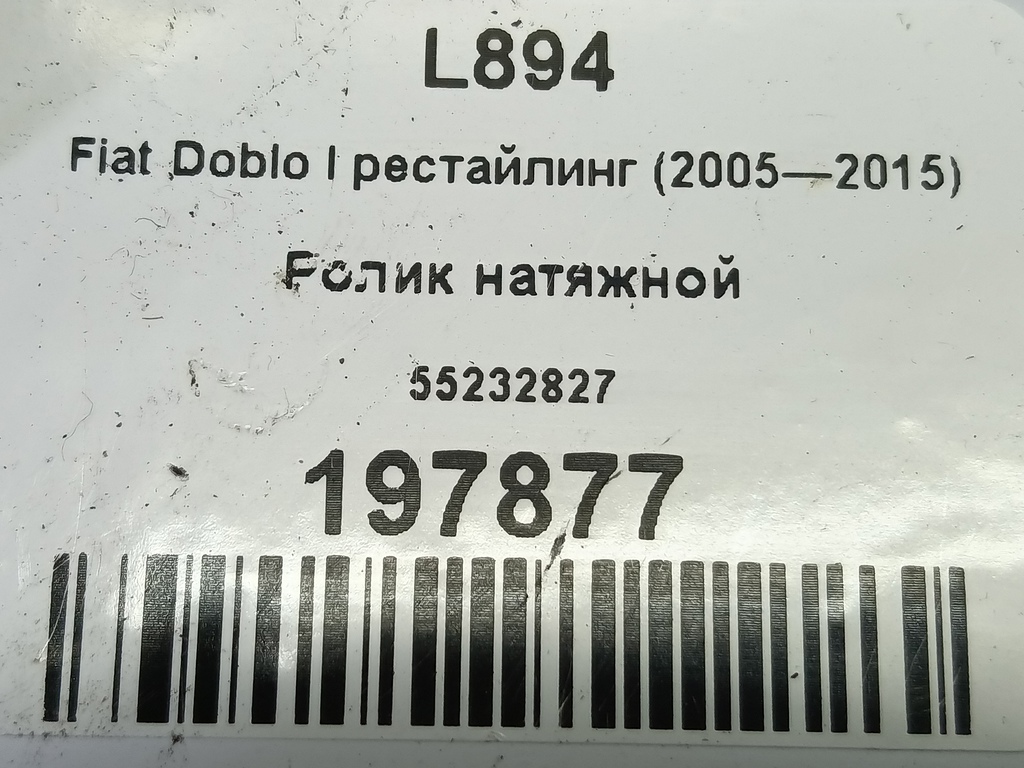 L894
Fiat Doblo I рестайлинг (2005—2015)
Ролик натяжной
55232827
197877